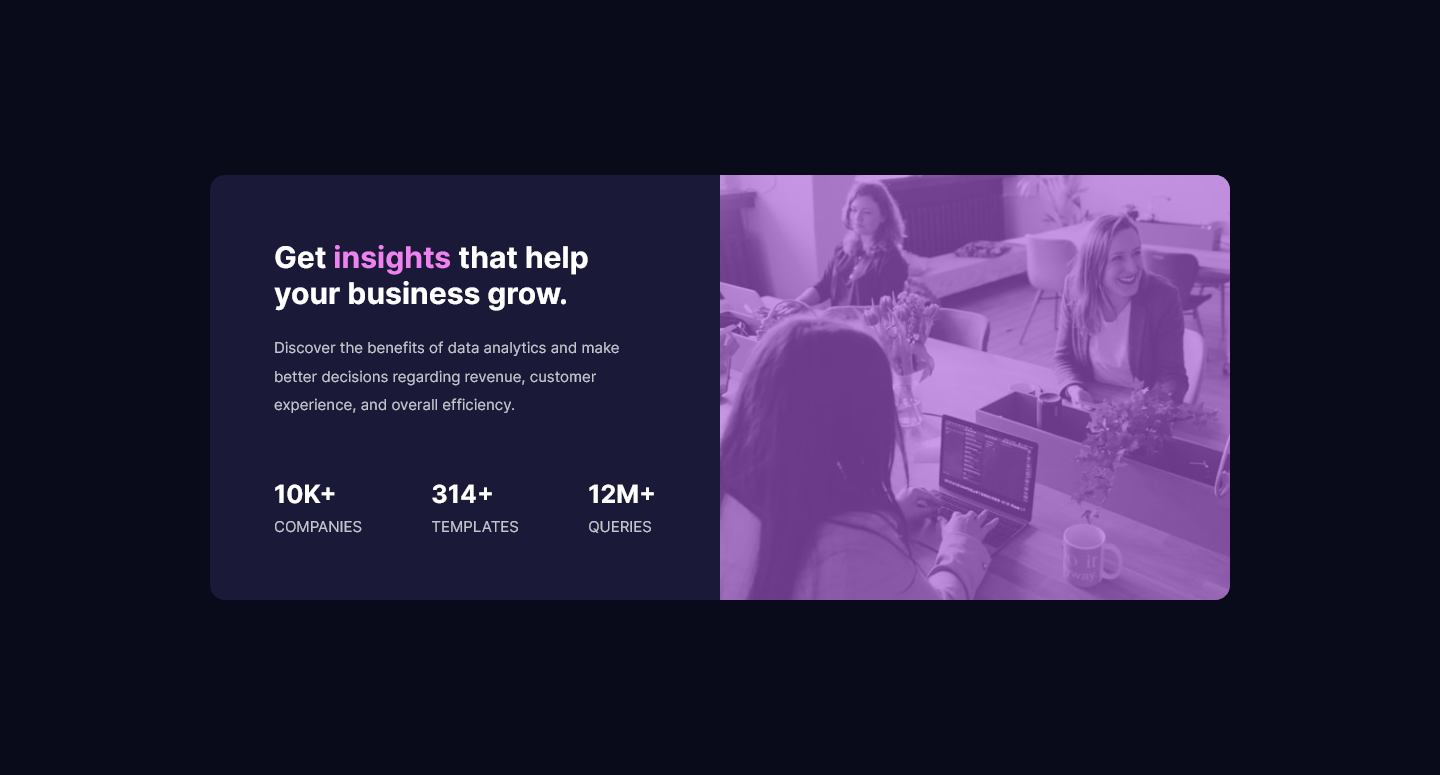 Get insights that help
your business grow.
Discover the benefits of data analytics and make
better decisions regarding revenue, customer
experience, and overall efficiency.
10K+ 314+ 12M+
COMPANIES TEMPLATES QUERIES